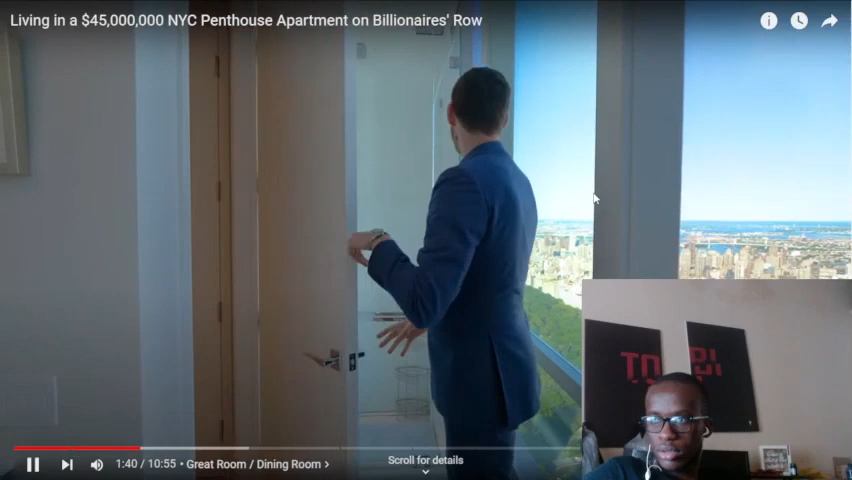 Living in a $45,000,000 NYC Penthouse Apartment on Billionaires' Row
1:40 / 10:55 • Great Room / Dining Room
Scroll for details